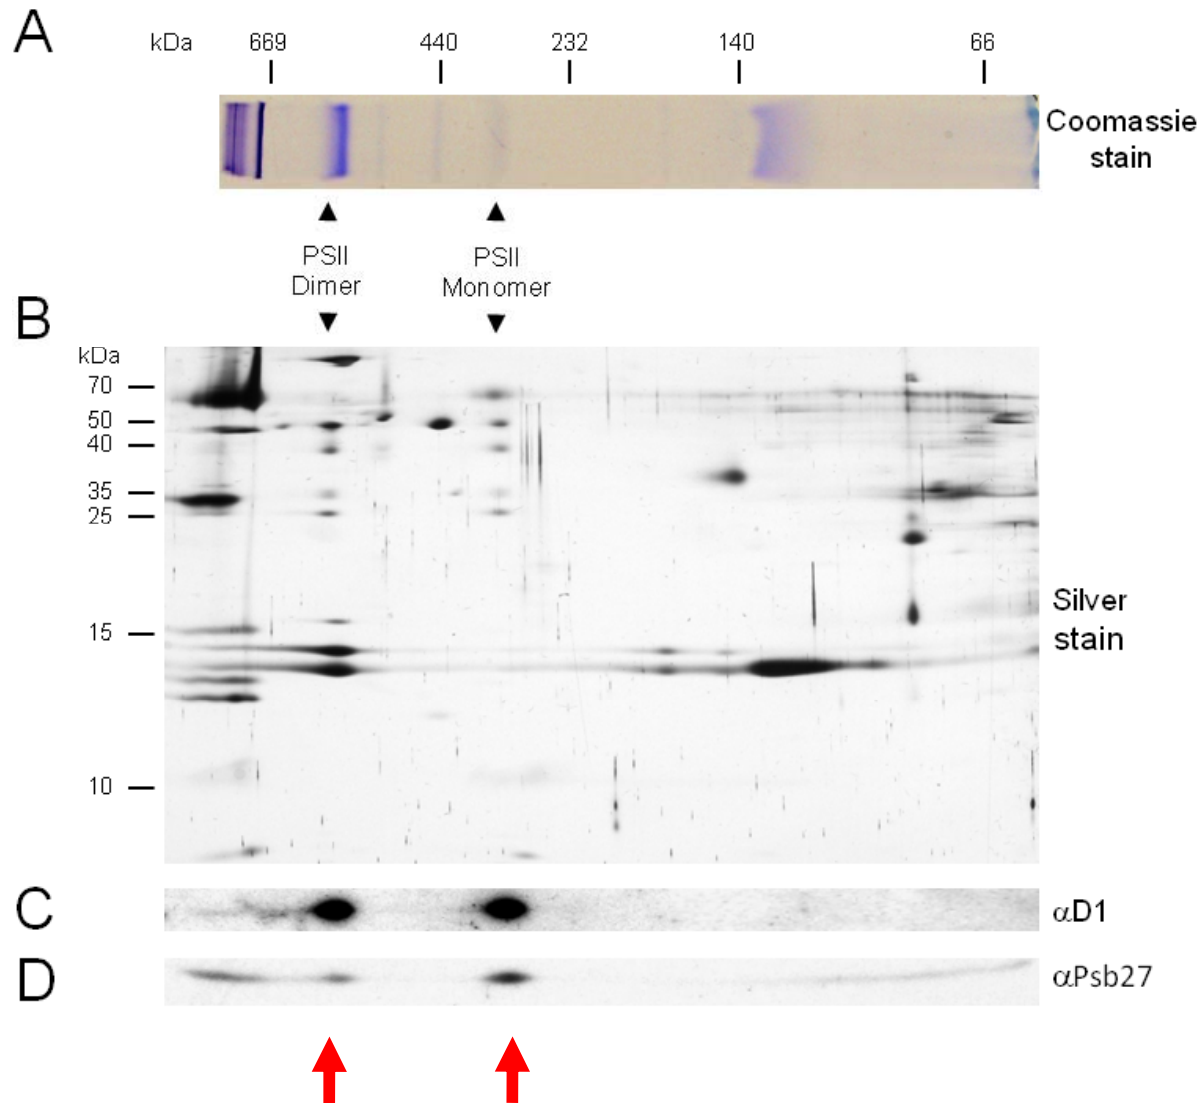 A
kDa 669 440 232 140 66
Coomassie
stain
PSII
Dimer
PSII
Monomer
B
kDa
70
50
40
35
25
15
10
Silver
stain
C
αD1
D
αPsb27